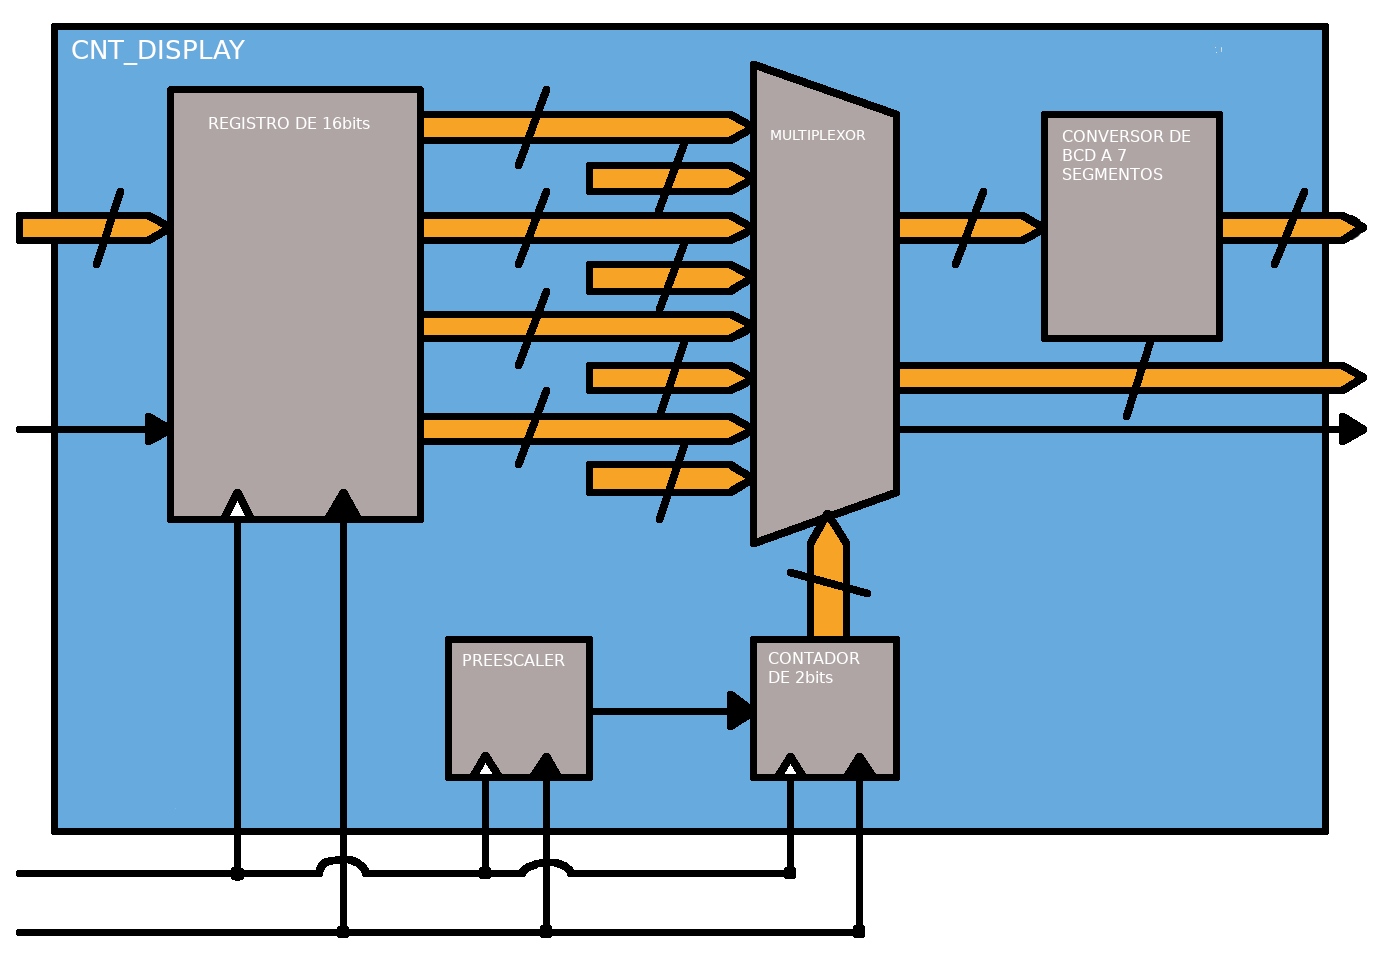 CNT_DISPLAY
REGISTRO DE 16bits
MULTIPLEXOR
CONVERSOR DE
BCD A 7
SEGMENTOS
PREESCALER
CONTADOR
DE 2bits